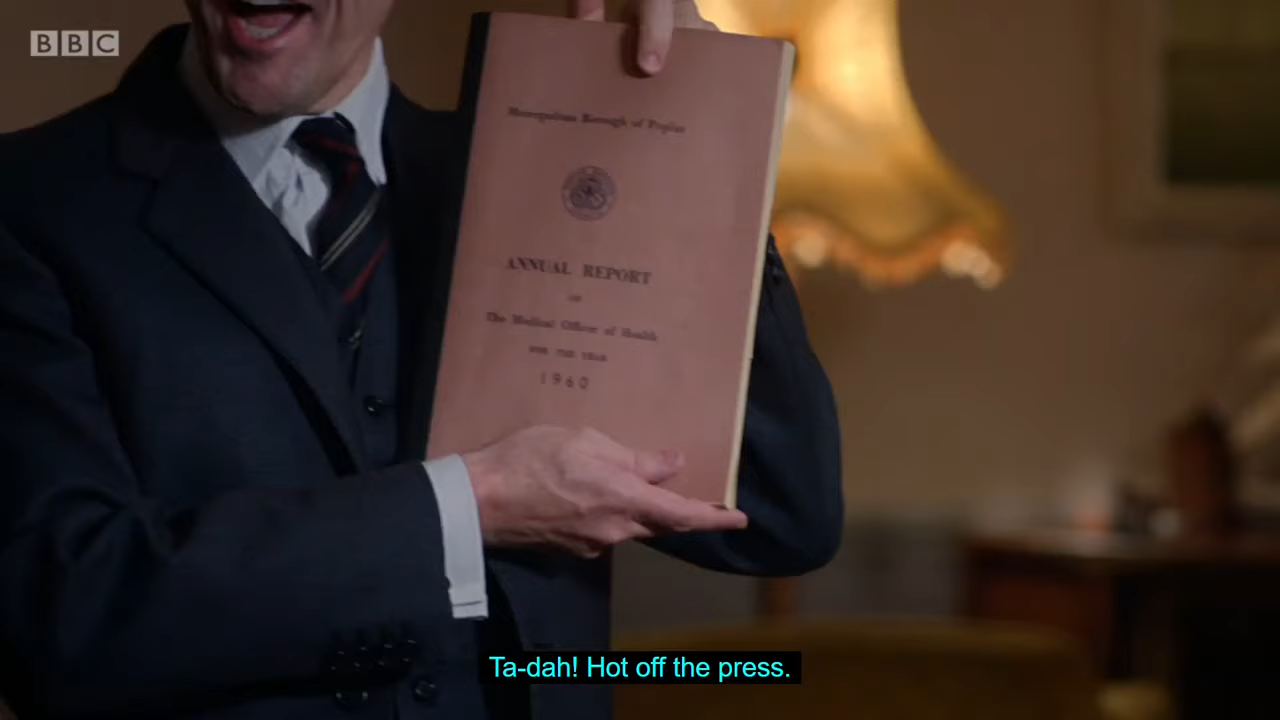 BBC
Metropolitan Borough of Poplar
ANNUAL REPORT
OF
The Medical Officer of Health
FOR THE YEAR
1960
Ta-dah! Hot off the press.